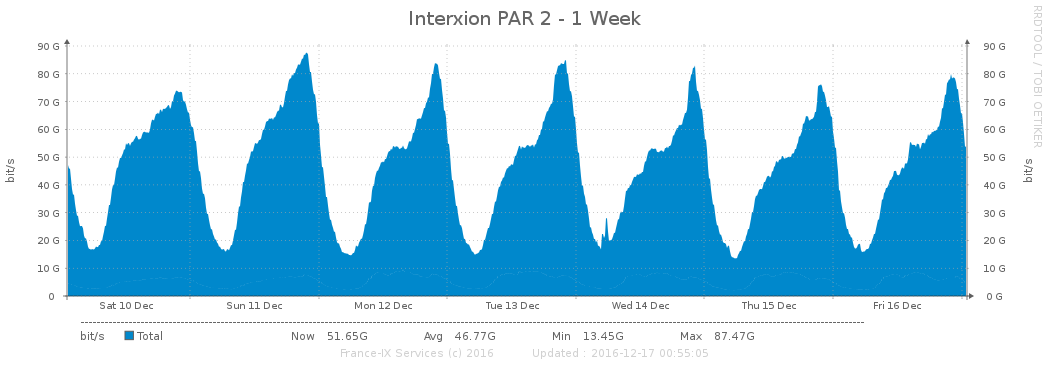 Interxion PAR 2 - 1 Week
RRDTOOL / TOBI OETIKER
bit/s
90 G 90 G
80 G 80 G
70 G 70 G
60 G 60 G
50 G 50 G
40 G 40 G
30 G 30 G
20 G 20 G
10 G 10 G
0 0 G
bit/s
Sat 10 Dec Sun 11 Dec Mon 12 Dec Tue 13 Dec Wed 14 Dec Thu 15 Dec Fri 16 Dec
bit/s Total Now 51.65G Avg 46.77G Min 13.45G Max 87.47G
France-IX Services (c) 2016 Updated : 2016-12-17 00:55:05